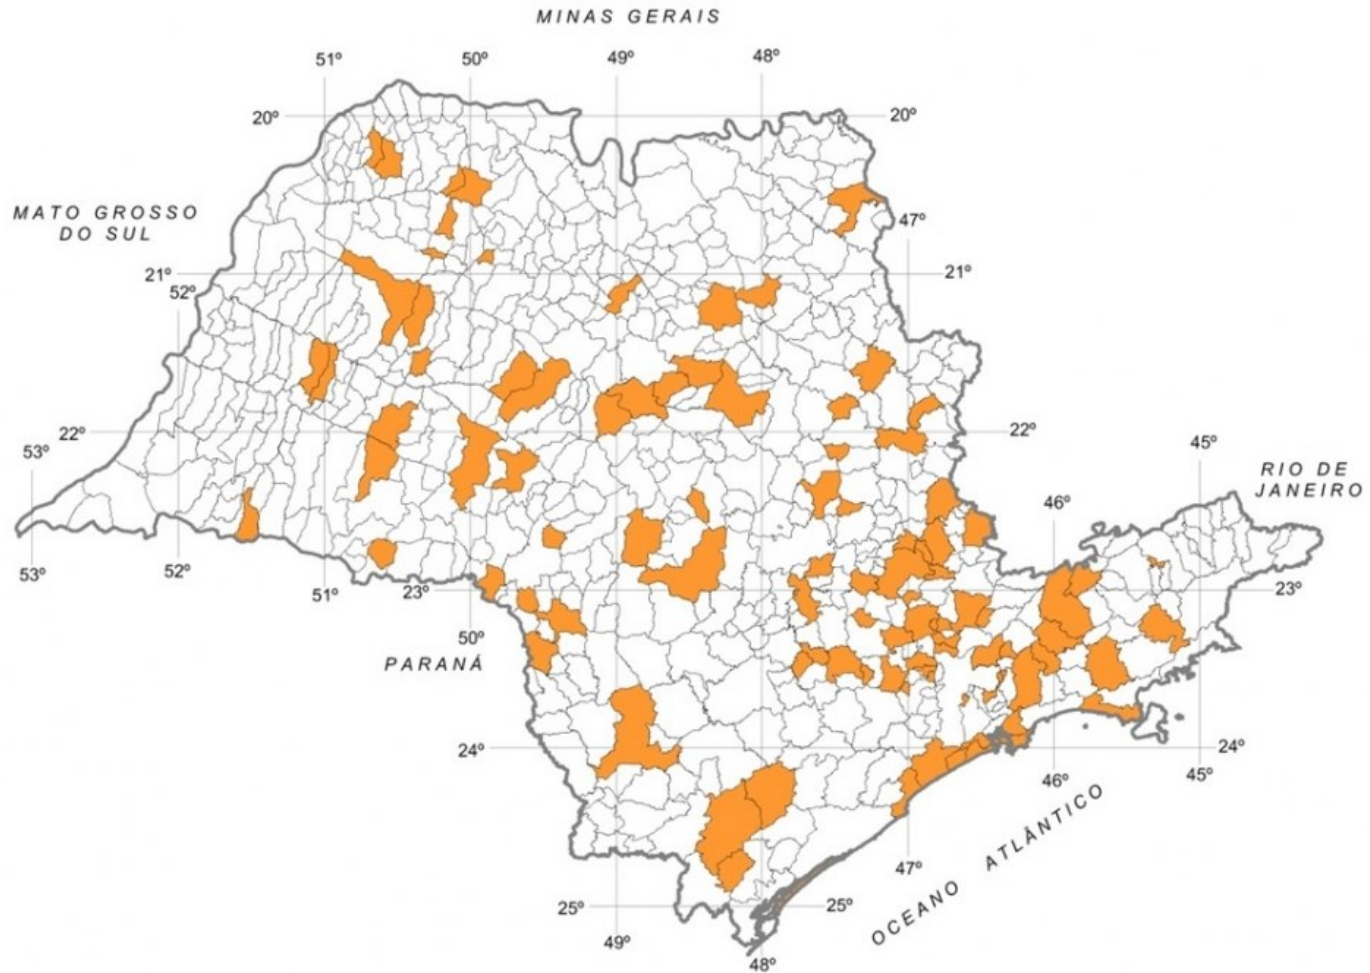 MINAS GERAIS
51º
50º
49º
48º
20º
20º
MATO GROSSO
DO SUL
47º
21º
21º
52º
22º
22º
53º
45º
RIO DE
JANEIRO
46º
53º
52º
51º
23º
23º
50º
PARANÁ
24º
24º
46º
45º
OCEANO ATLÂNTICO
47º
25º
25º
49º
48º